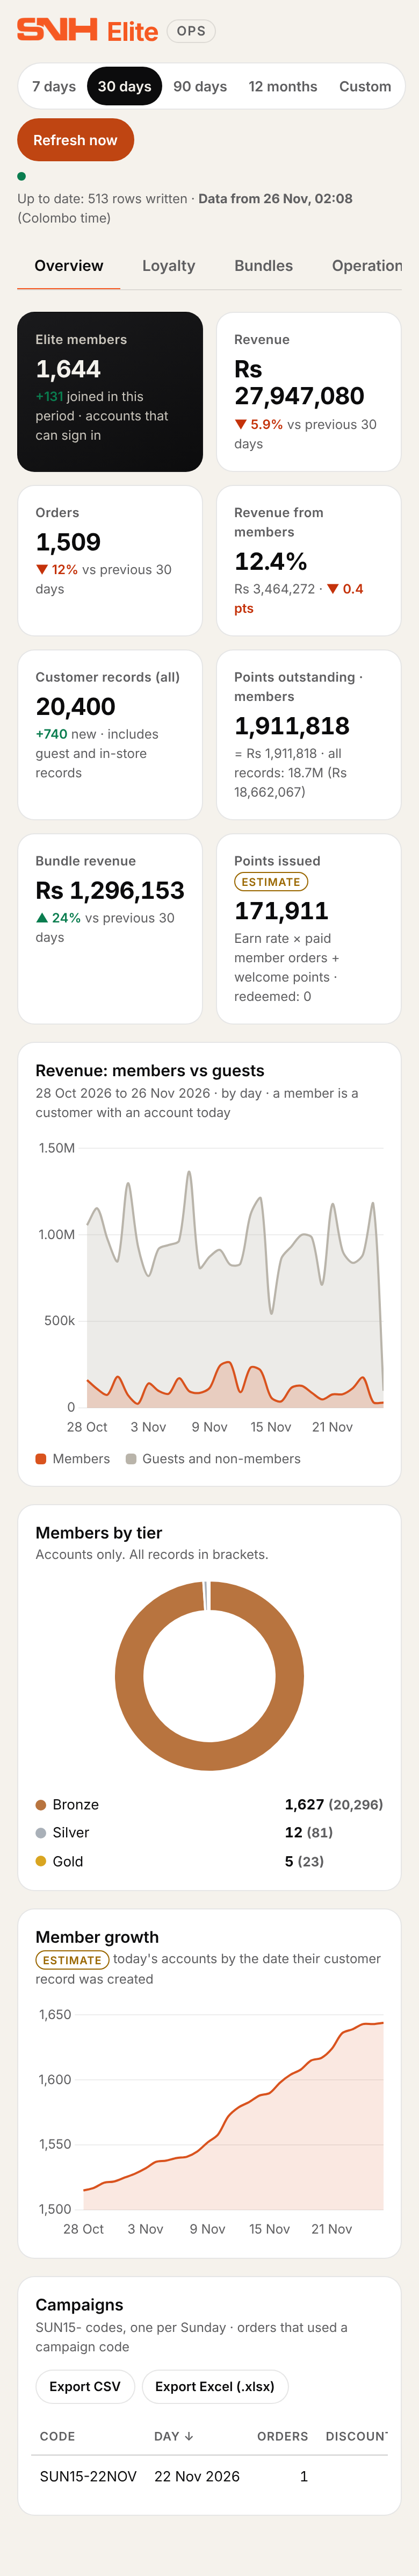 SNH Elite OPS
7 days 30 days 90 days 12 months Custom
Refresh now
Up to date: 513 rows written · Data from 26 Nov, 02:08
(Colombo time)
Overview Loyalty Bundles Operation
Elite members
1,644
+131 joined in this
period · accounts that
can sign in
Revenue
Rs
27,947,080
▼ 5.9% vs previous 30
days
Orders
1,509
▼ 12% vs previous 30
days
Revenue from
members
12.4%
Rs 3,464,272 · ▼ 0.4
pts
Customer records (all)
20,400
+740 new · includes
guest and in-store
records
Points outstanding ·
members
1,911,818
= Rs 1,911,818 · all
records: 18.7M (Rs
18,662,067)
Bundle revenue
Rs 1,296,153
▲ 24% vs previous 30
days
Points issued
ESTIMATE
171,911
Earn rate × paid
member orders +
welcome points ·
redeemed: 0
Revenue: members vs guests
28 Oct 2026 to 26 Nov 2026 · by day · a member is a
customer with an account today
1.50M
1.00M
500k
0
28 Oct 3 Nov 9 Nov 15 Nov 21 Nov
Members Guests and non-members
Members by tier
Accounts only. All records in brackets.
Bronze 1,627 (20,296)
Silver 12 (81)
Gold 5 (23)
Member growth
ESTIMATE today's accounts by the date their customer
record was created
1,650
1,600
1,550
1,500
28 Oct 3 Nov 9 Nov 15 Nov 21 Nov
Campaigns
SUN15- codes, one per Sunday · orders that used a
campaign code
Export CSV Export Excel (.xlsx)
CODE DAY ↓ ORDERS DISCOUNT
SUN15-22NOV 22 Nov 2026 1